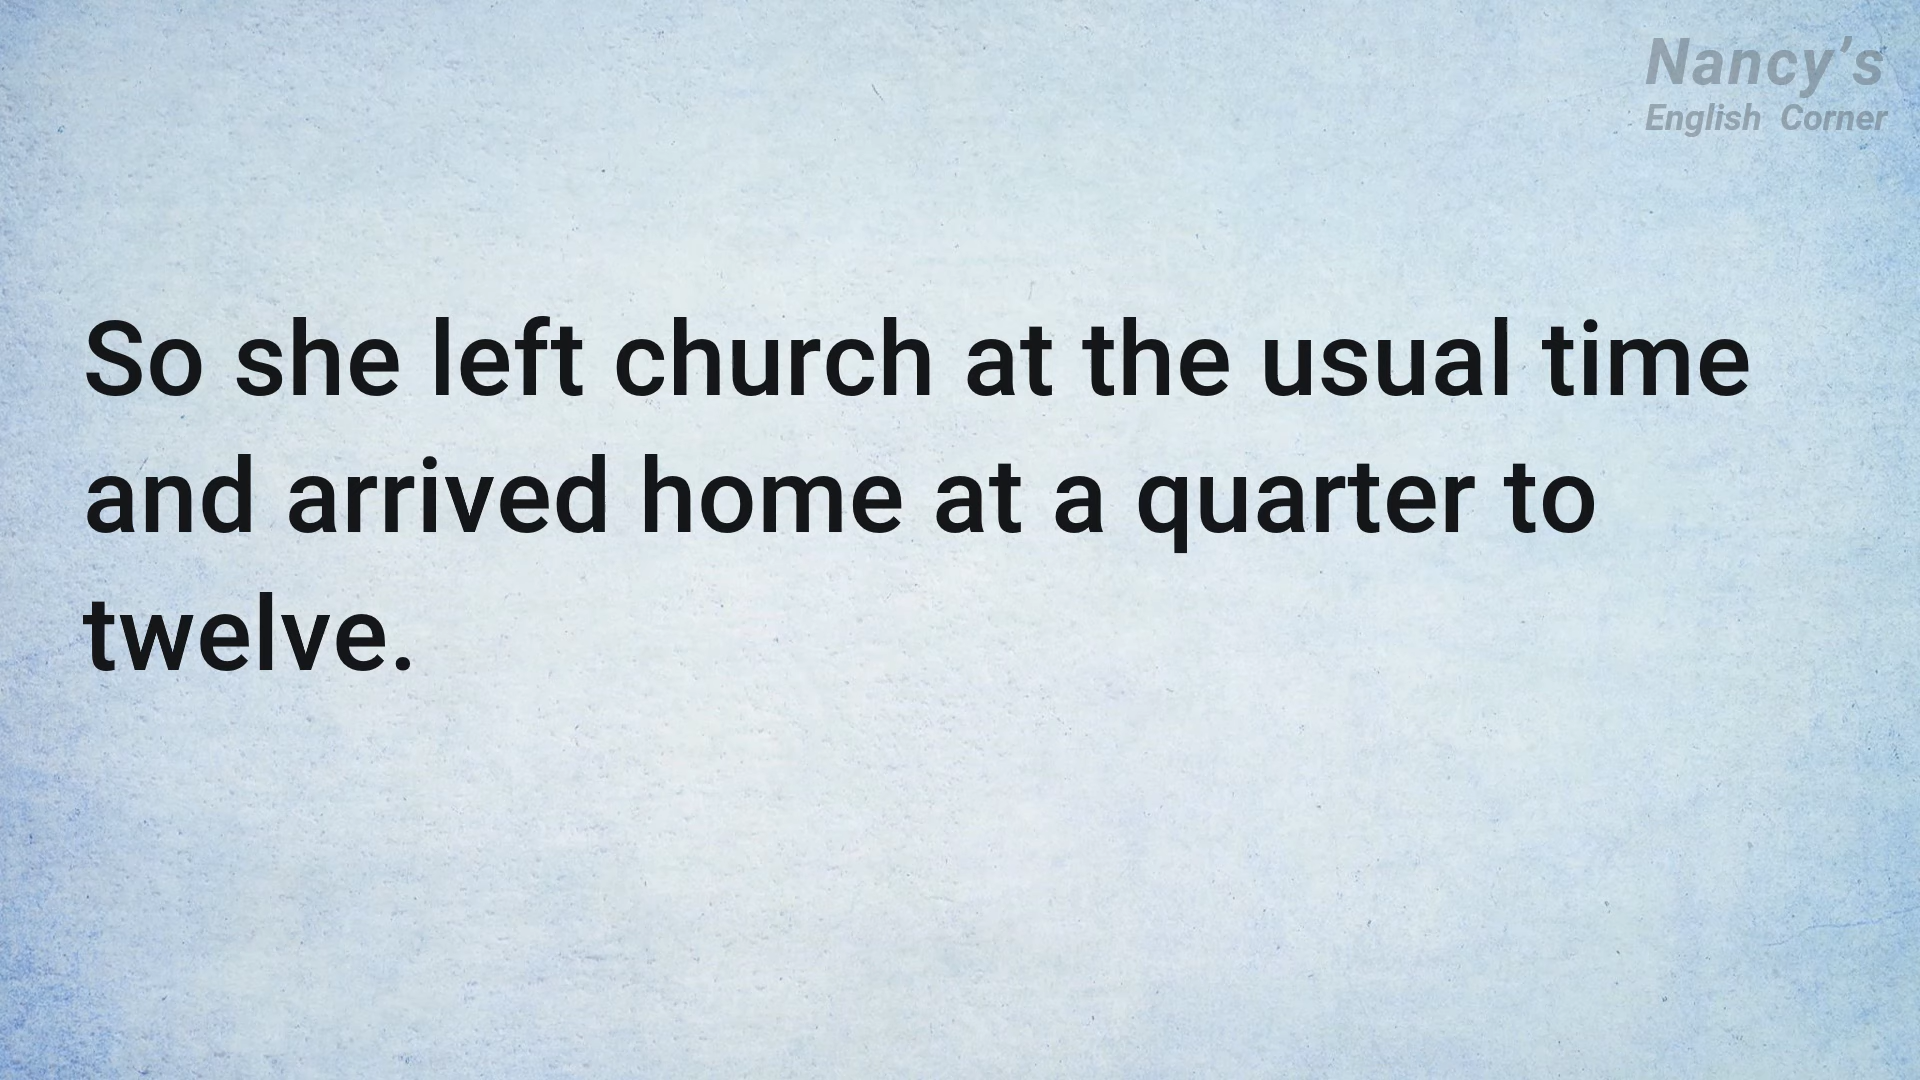 Nancy’s
English Corner
So she left church at the usual time
and arrived home at a quarter to
twelve.